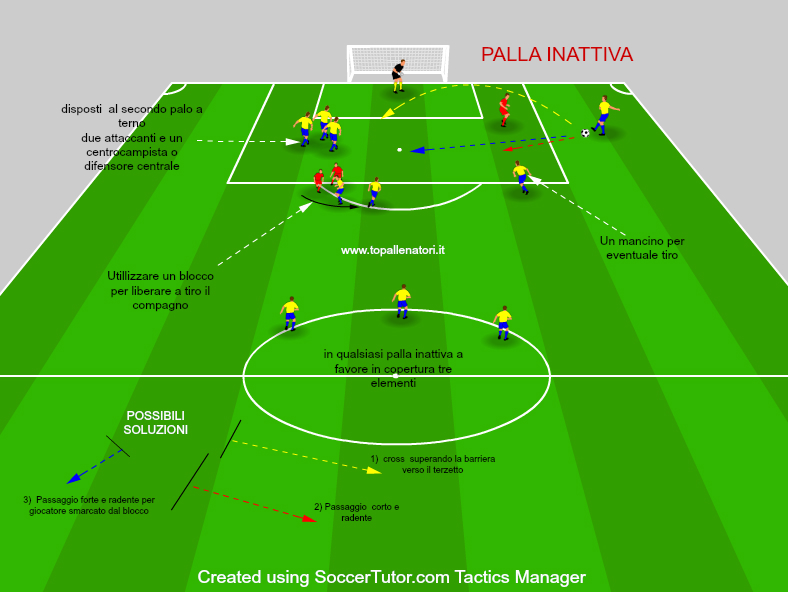 PALLA INATTIVA
disposti al secondo palo a
terno
due attaccanti e un
centrocampista o
difensore centrale
Un mancino per
eventuale tiro
www.topallenatori.it
Utillizzare un blocco
per liberare a tiro il
compagno
in qualsiasi palla inattiva a
favore in copertura tre
elementi
POSSIBILI
SOLUZIONI
1) cross superando la barriera
verso il terzetto
3) Passaggio forte e radente per
giocatore smarcato dal blocco
2) Passaggio corto e
radente
Created using SoccerTutor.com Tactics Manager